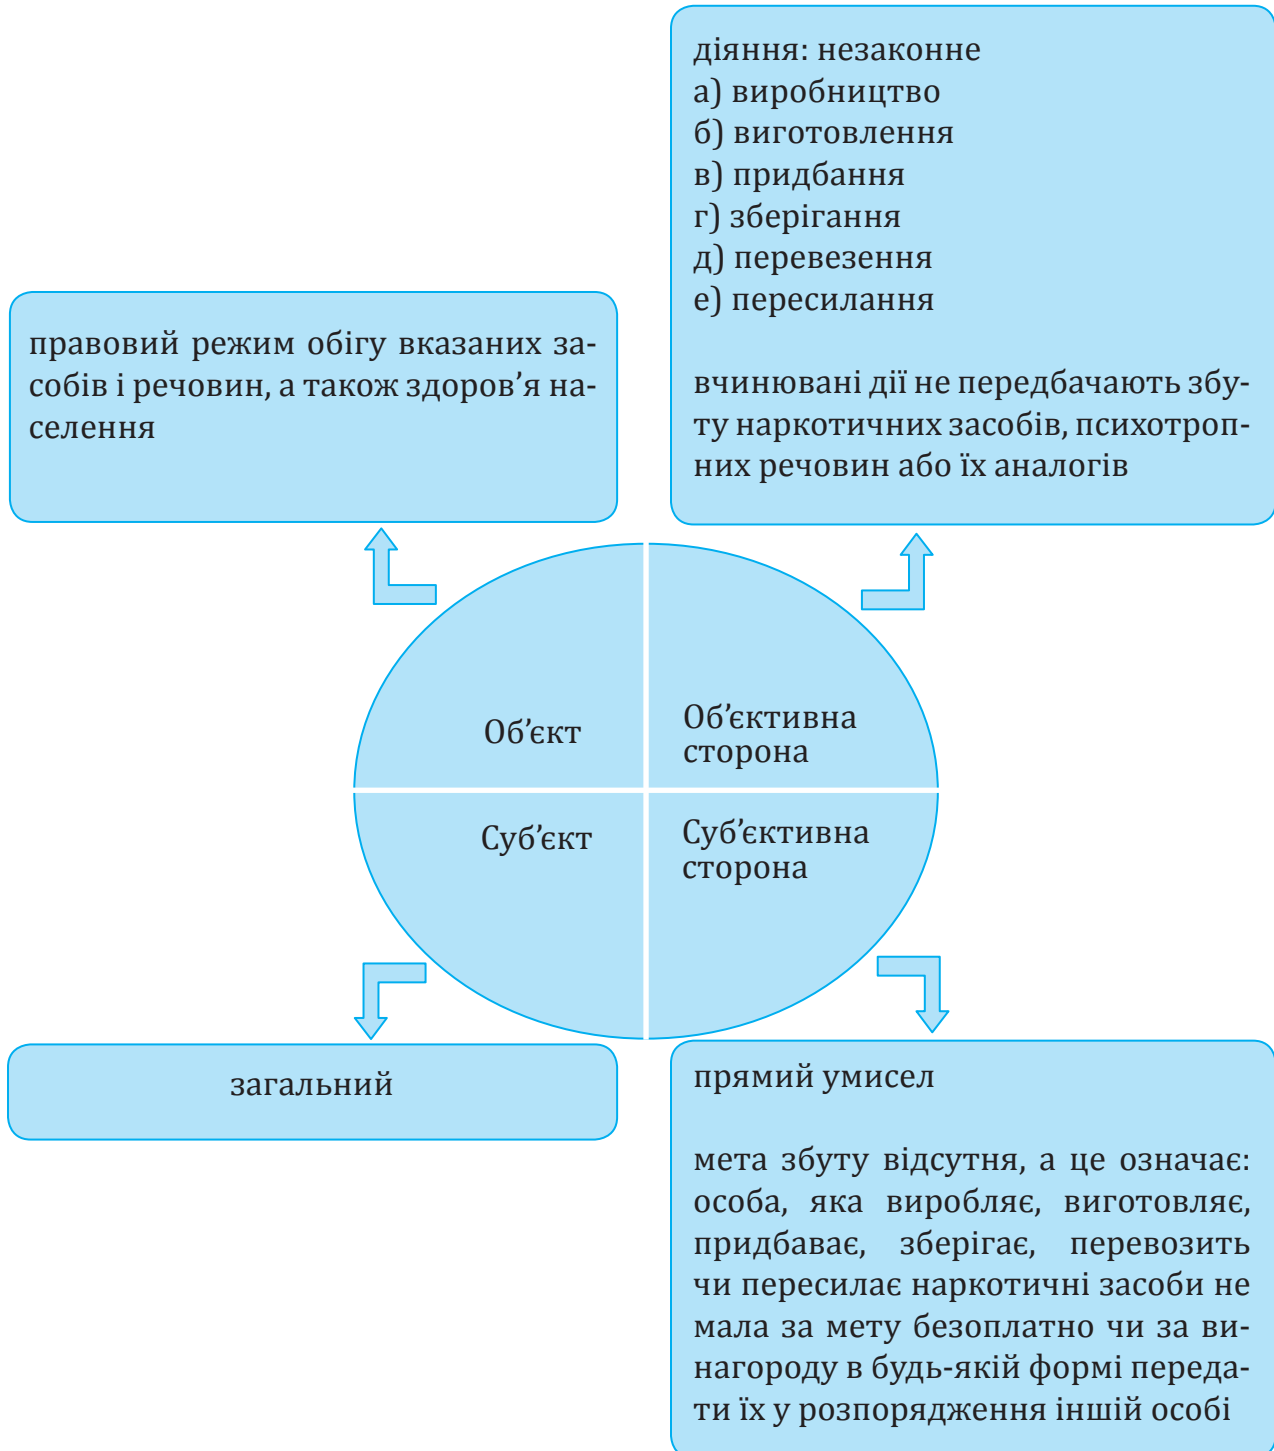 діяння: незаконне
а) виробництво
б) виготовлення
в) придбання
г) зберігання
д) перевезення
е) пересилання
вчинювані дії не передбачають збу-
ту наркотичних засобів, психотроп-
них речовин або їх аналогів
правовий режим обігу вказаних за-
собів і речовин, а також здоров’я на-
селення
Об’єкт
Об’єктивна
сторона
Суб’єкт
Суб’єктивна
сторона
загальний
прямий умисел
мета збуту відсутня, а це означає:
особа, яка виробляє, виготовляє,
придбаває, зберігає, перевозить
чи пересилає наркотичні засоби не
мала за мету безоплатно чи за ви-
нагороду в будь-якій формі переда-
ти їх у розпорядження іншій особі